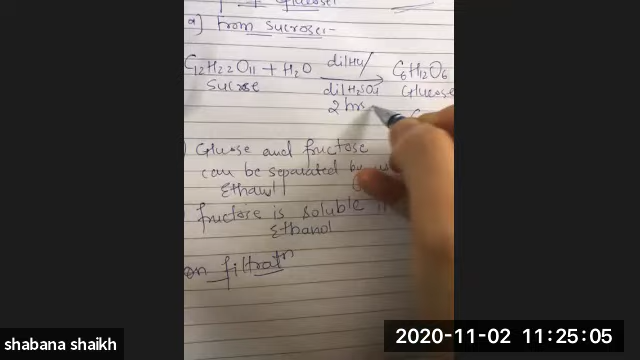 a) from sucrose:-
C12H22O11 + H2O dil HCl/ C6H12O6
Sucrose dil H2SO4 Glucose
2 hrs
Glucose and fructose
can be separated by
Ethanol
fructose is soluble
Ethanol
on filtratn
shabana shaikh
2020-11-02 11:25:05